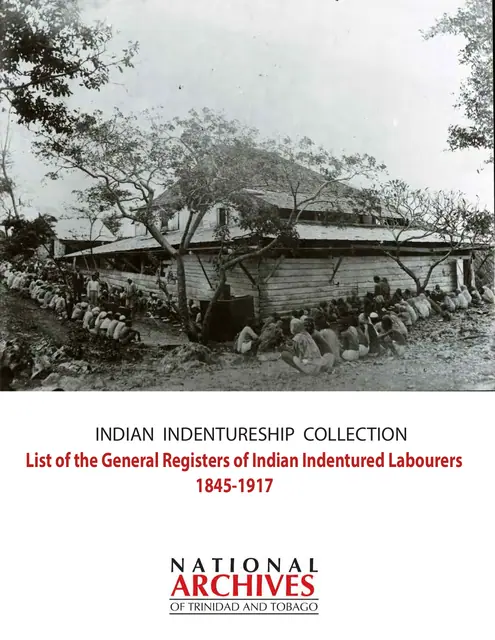 INDIAN INDENTURESHIP COLLECTION
List of the General Registers of Indian Indentured Labourers
1845-1917
NATIONAL
ARCHIVES
OF TRINIDAD AND TOBAGO